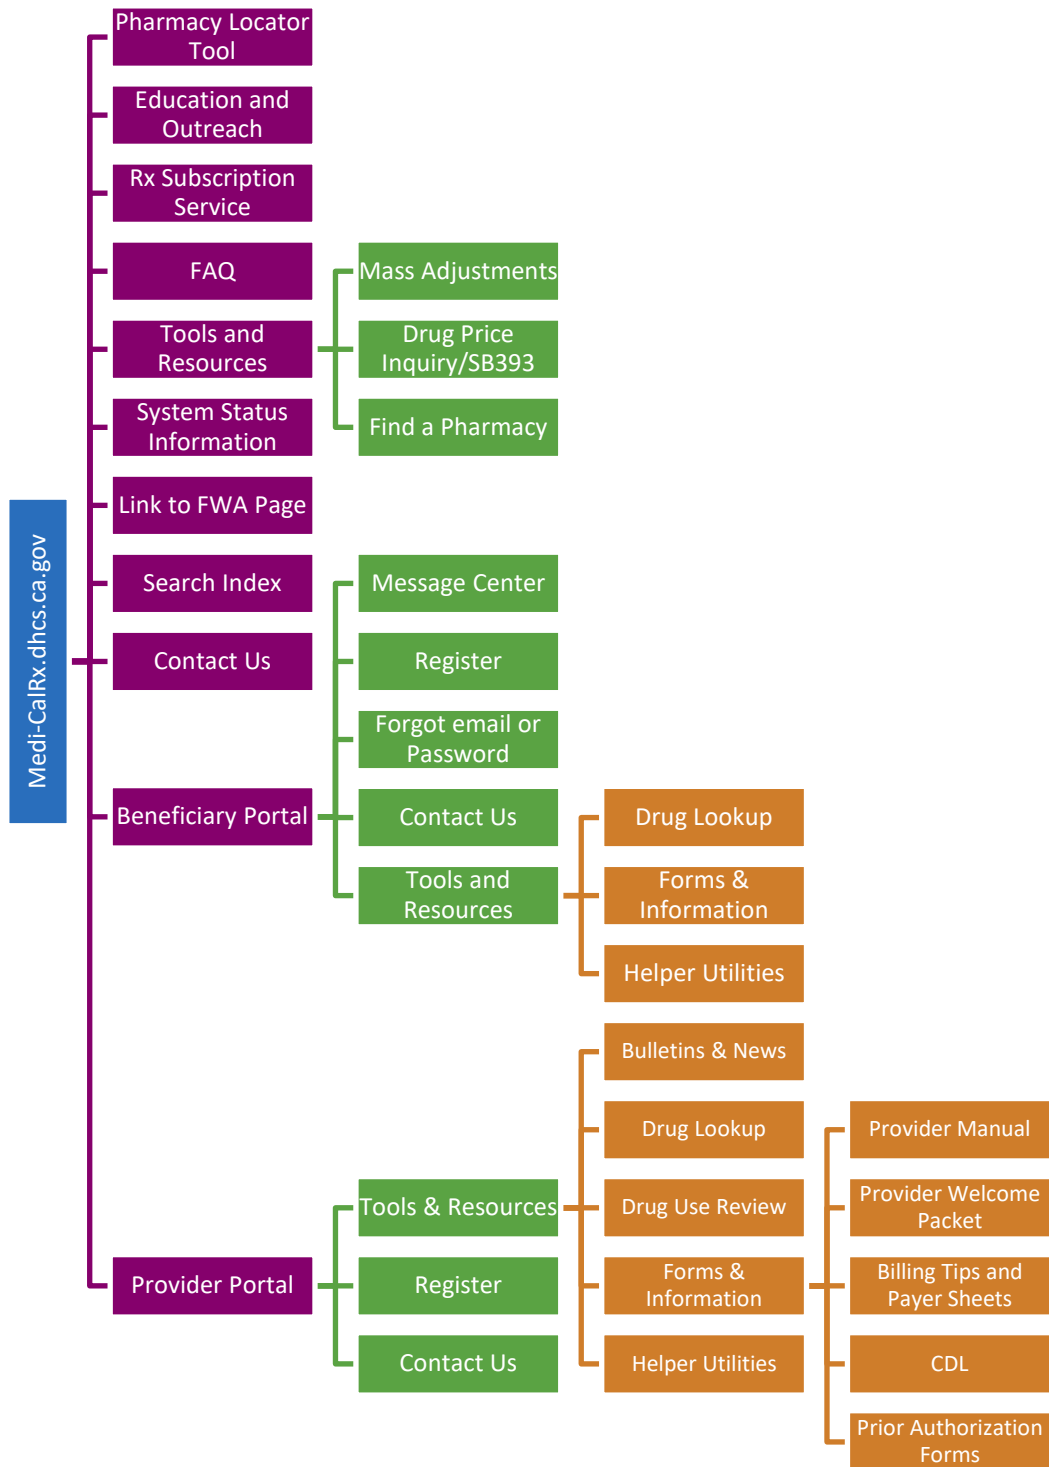 Medi-CalRx.dhcs.ca.gov
Pharmacy Locator
Tool
Education and
Outreach
Rx Subscription
Service
FAQ
Tools and
Resources
Mass Adjustments
Drug Price
Inquiry/SB393
Find a Pharmacy
System Status
Information
Link to FWA Page
Search Index
Contact Us
Beneficiary Portal
Message Center
Register
Forgot email or
Password
Contact Us
Tools and
Resources
Drug Lookup
Forms &
Information
Helper Utilities
Provider Portal
Tools & Resources
Bulletins & News
Drug Lookup
Drug Use Review
Forms &
Information
Provider Manual
Provider Welcome
Packet
Billing Tips and
Payer Sheets
CDL
Prior Authorization
Forms
Helper Utilities
Register
Contact Us